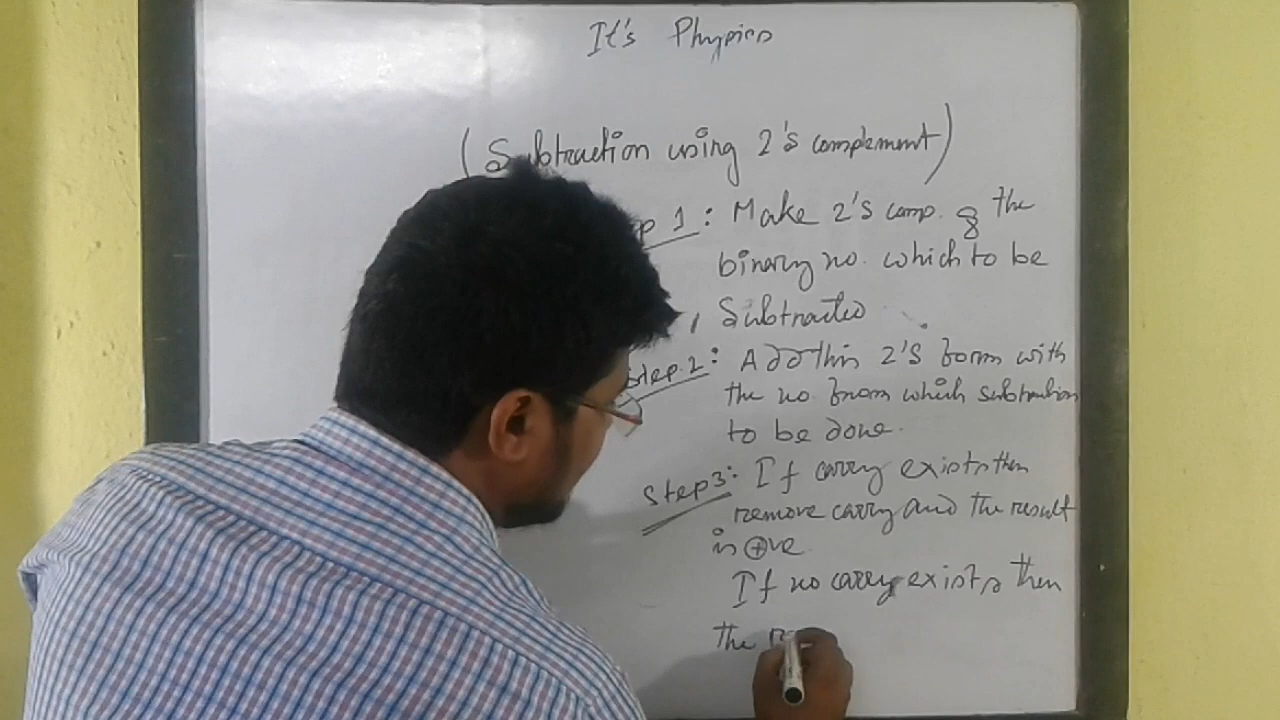 It's Physics
(Subtraction using 2's complement)
p 1: Make 2's comp. of the
binary no. which to be
, Subtracted
Step 2: Add this 2's form with
the no from which subtraction
to be done.
Step 3: If carry exists then
remove carry and the result
is ⊕ve
If no carry exists, then
the